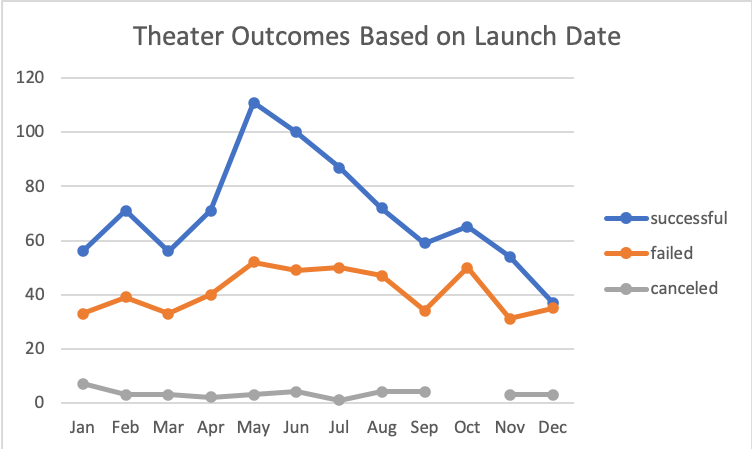 Theater Outcomes Based on Launch Date
120
100
80
60
40
20
0
Jan Feb Mar Apr May Jun Jul Aug Sep Oct Nov Dec
successful
failed
canceled